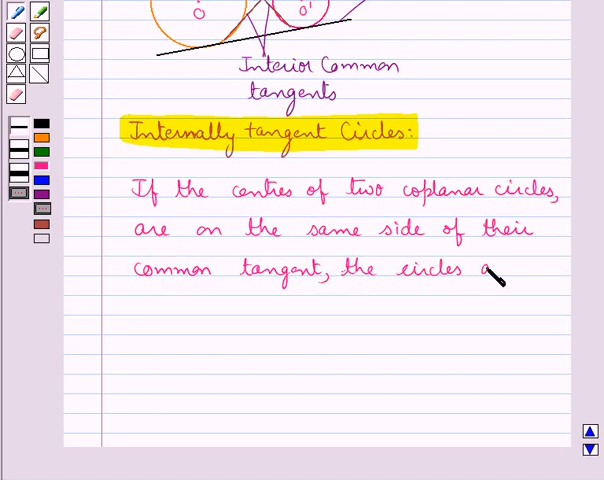 O
O'
Interior Common
tangents
Internally tangent Circles:
If the centres of two coplanar circles,
are on the same side of their
common tangent, the circles a